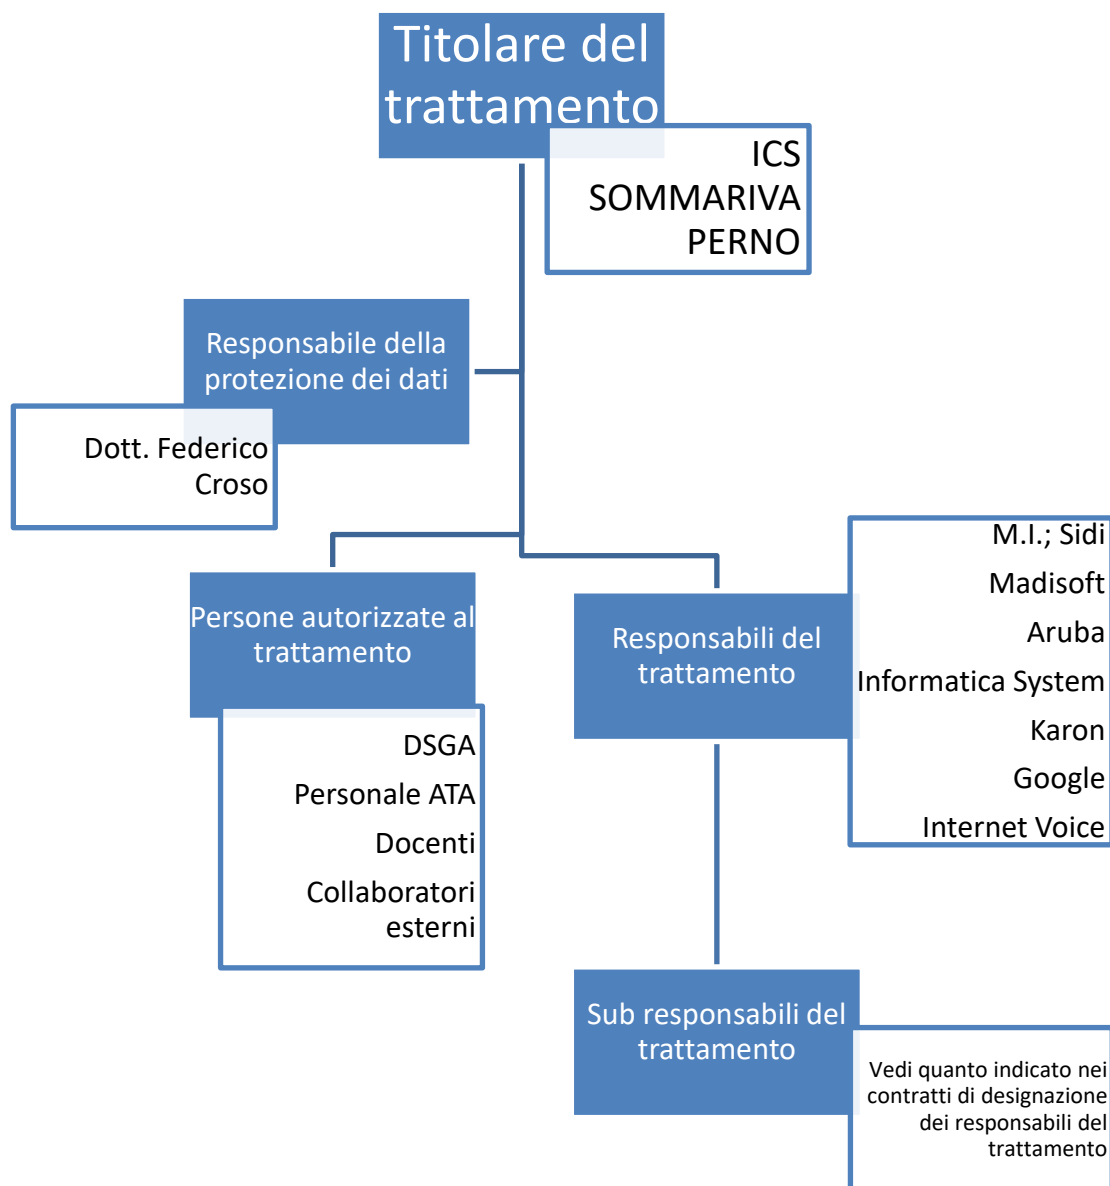 Titolare del
trattamento
ICS
SOMMARIVA
PERNO
Responsabile della
protezione dei dati
Dott. Federico
Croso
Persone autorizzate al
trattamento
DSGA
Personale ATA
Docenti
Collaboratori
esterni
Responsabili del
trattamento
M.I.; Sidi
Madisoft
Aruba
Informatica System
Karon
Google
Internet Voice
Sub responsabili del
trattamento
Vedi quanto indicato nei
contratti di designazione
dei responsabili del
trattamento